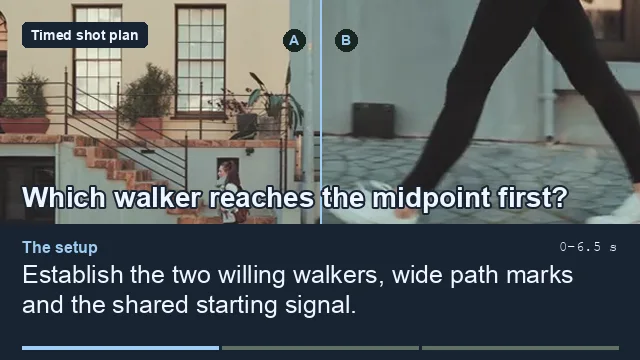 Timed shot plan
A
B
Which walker reaches the midpoint first?
The setup
0–6.5 s
Establish the two willing walkers, wide path marks
and the shared starting signal.